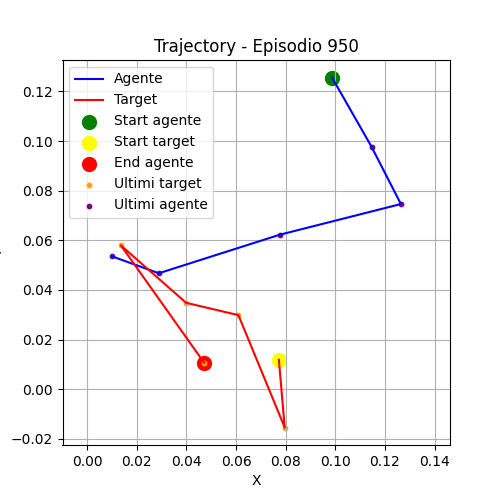 Trajectory - Episodio 950
Agente
Target
Start agente
Start target
End agente
Ultimi target
Ultimi agente
0.12
0.10
0.08
0.06
0.04
0.02
0.00
−0.02
0.00
0.02
0.04
0.06
0.08
0.10
0.12
0.14
X